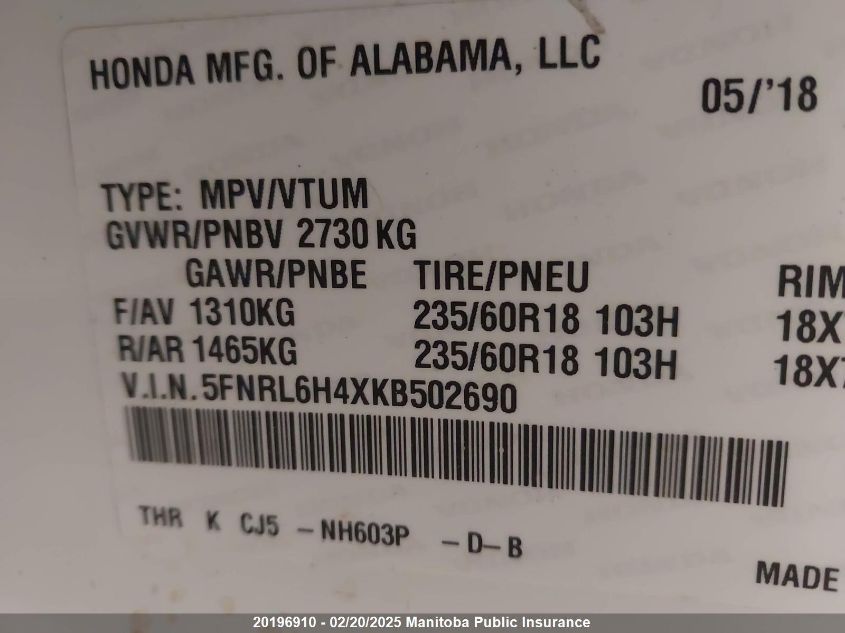 HONDA MFG. OF ALABAMA, LLC
05/'18
TYPE: MPV/VTUM
GVWR/PNBV 2730 KG
GAWR/PNBE TIRE/PNEU RIM
F/AV 1310KG 235/60R18 103H 18X7
R/AR 1465KG 235/60R18 103H 18X7
V.I.N. 5FNRL6H4XKB502690
THR K CJ5 -NH603P -D-B
MADE
20196910 - 02/20/2025 Manitoba Public Insurance